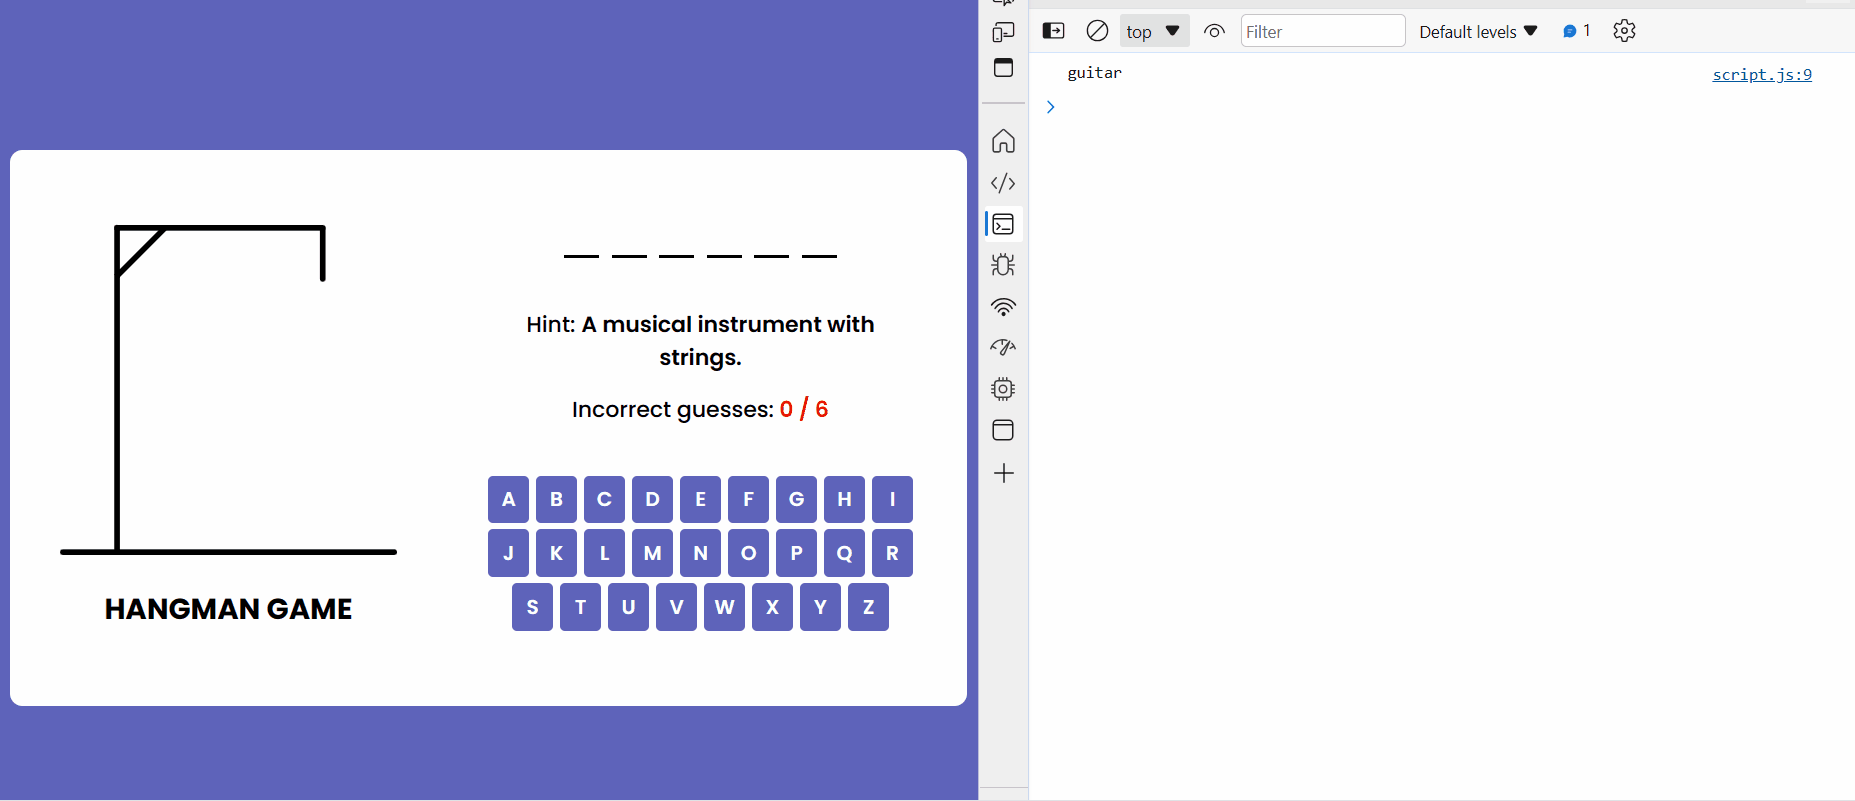 Hint: A musical instrument with
strings.
Incorrect guesses: 0 / 6
A B C D E F G H I
J K L M N O P Q R
S T U V W X Y Z
HANGMAN GAME
top Filter Default levels 1
guitar script.js:9